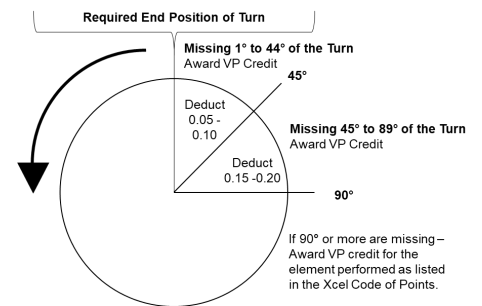 Required End Position of Turn
Missing 1° to 44° of the Turn
Award VP Credit
45°
Deduct
0.05 -
0.10
Missing 45° to 89° of the Turn
Award VP Credit
Deduct
0.15 -0.20
90°
If 90° or more are missing –
Award VP credit for the
element performed as listed
in the Xcel Code of Points.